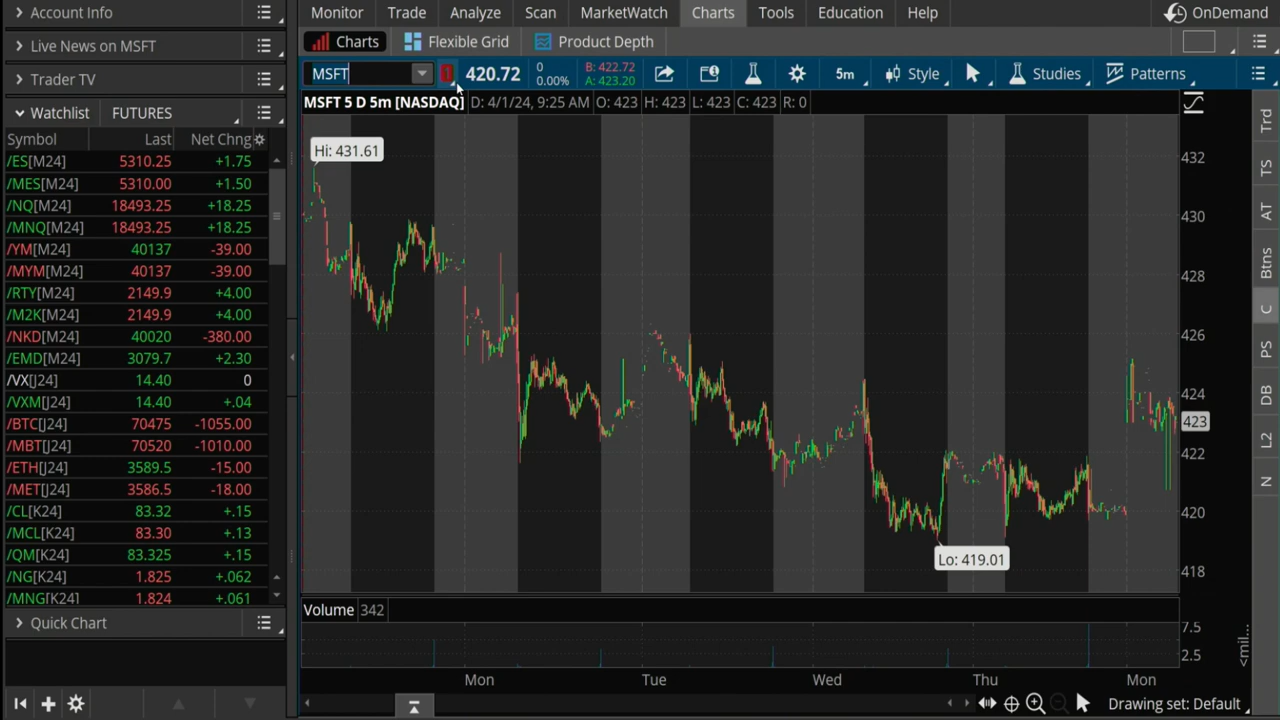 Account Info
Live News on MSFT
Trader TV
Watchlist FUTURES
Symbol Last Net Chng
/ES[M24] 5310.25 +1.75
/MES[M24] 5310.00 +1.50
/NQ[M24] 18493.25 +18.25
/MNQ[M24] 18493.25 +18.25
/YM[M24] 40137 -39.00
/MYM[M24] 40137 -39.00
/RTY[M24] 2149.9 +4.00
/M2K[M24] 2149.9 +4.00
/NKD[M24] 40020 -380.00
/EMD[M24] 3079.7 +2.30
/VX[J24] 14.40 0
/VXM[J24] 14.40 +.04
/BTC[J24] 70475 -1055.00
/MBT[J24] 70520 -1010.00
/ETH[J24] 3589.5 -15.00
/MET[J24] 3586.5 -18.00
/CL[K24] 83.32 +.15
/MCL[K24] 83.30 +.13
/QM[K24] 83.325 +.15
/NG[K24] 1.825 +.062
/MNG[K24] 1.824 +.061
Quick Chart
Monitor Trade Analyze Scan MarketWatch Charts Tools Education Help OnDemand
Charts Flexible Grid Product Depth
MSFT 1 420.72 0 0.00% B: 422.72 A: 423.20 5m Style Studies Patterns
MSFT 5 D 5m [NASDAQ] D: 4/1/24, 9:25 AM O: 423 H: 423 L: 423 C: 423 R: 0
Hi: 431.61
432
430
428
426
424
423
422
420
Lo: 419.01
418
Volume 342
7.5
2.5
<mil...
Mon Tue Wed Thu Mon
Drawing set: Default
Trd
TS
AT
Btns
C
PS
DB
L2
N